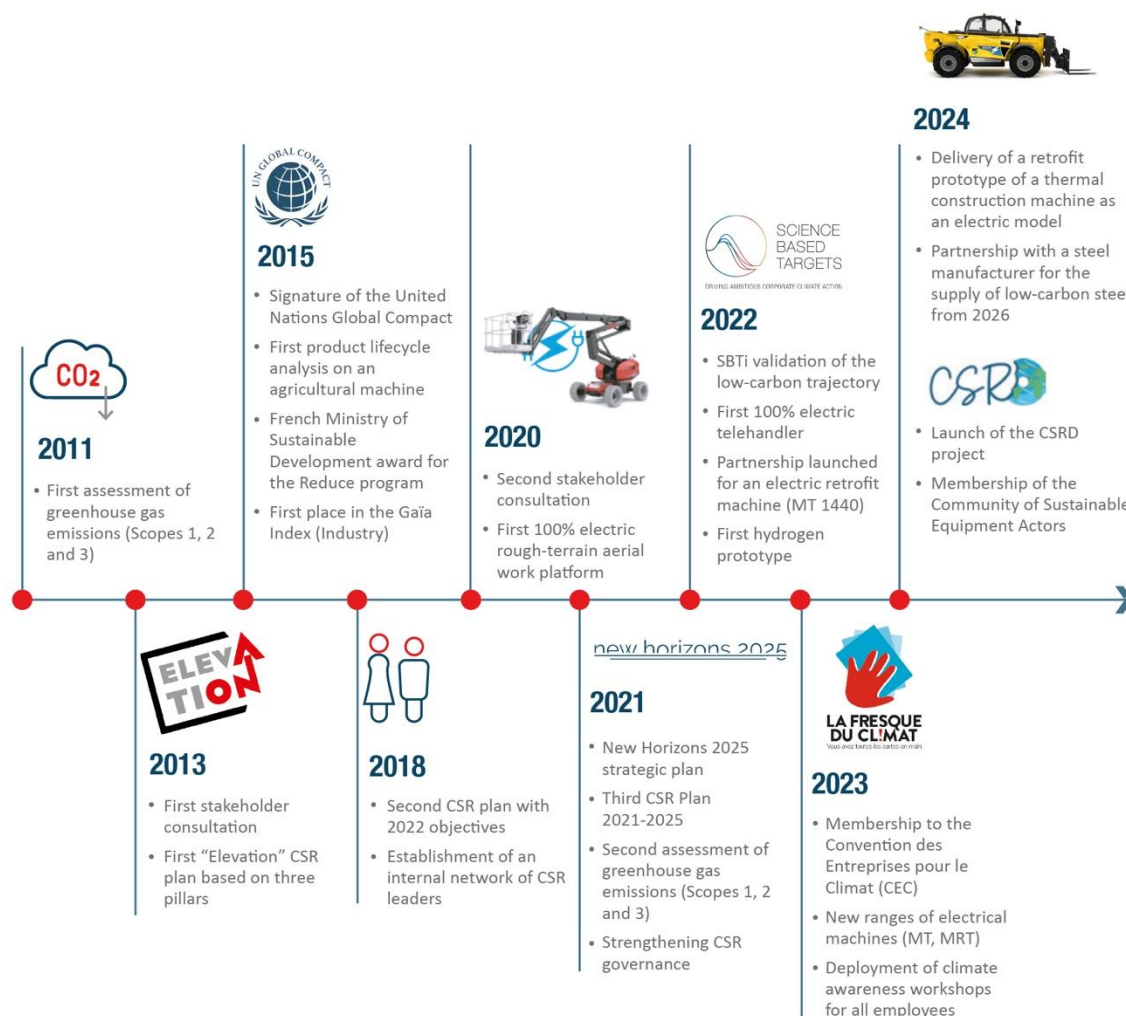 2024
• Delivery of a retrofit
prototype of a thermal
construction machine as
an electric model
• Partnership with a steel
manufacturer for the
supply of low-carbon steel
from 2026
CSRD
• Launch of the CSRD
project
• Membership of the
Community of Sustainable
Equipment Actors
UN GLOBAL COMPACT
2015
• Signature of the United
Nations Global Compact
• First product lifecycle
analysis on an
agricultural machine
• French Ministry of
Sustainable
Development award for
the Reduce program
• First place in the Gaïa
Index (Industry)
SCIENCE
BASED
TARGETS
DRIVING AMBITIOUS CORPORATE CLIMATE ACTION
2022
• SBTi validation of the
low-carbon trajectory
• First 100% electric
telehandler
• Partnership launched
for an electric retrofit
machine (MT 1440)
• First hydrogen
prototype
2020
• Second stakeholder
consultation
• First 100% electric
rough-terrain aerial
work platform
CO2
2011
• First assessment of
greenhouse gas
emissions (Scopes 1, 2
and 3)
ELEVA
TION
2013
• First stakeholder
consultation
• First “Elevation” CSR
plan based on three
pillars
2018
• Second CSR plan with
2022 objectives
• Establishment of an
internal network of CSR
leaders
new horizons 2025
2021
• New Horizons 2025
strategic plan
• Third CSR Plan
2021-2025
• Second assessment of
greenhouse gas
emissions (Scopes 1, 2
and 3)
• Strengthening CSR
governance
LA FRESQUE
DU CL!MAT
Vous avez toutes les cartes en main
2023
• Membership to the
Convention des
Entreprises pour le
Climat (CEC)
• New ranges of electrical
machines (MT, MRT)
• Deployment of climate
awareness workshops
for all employees